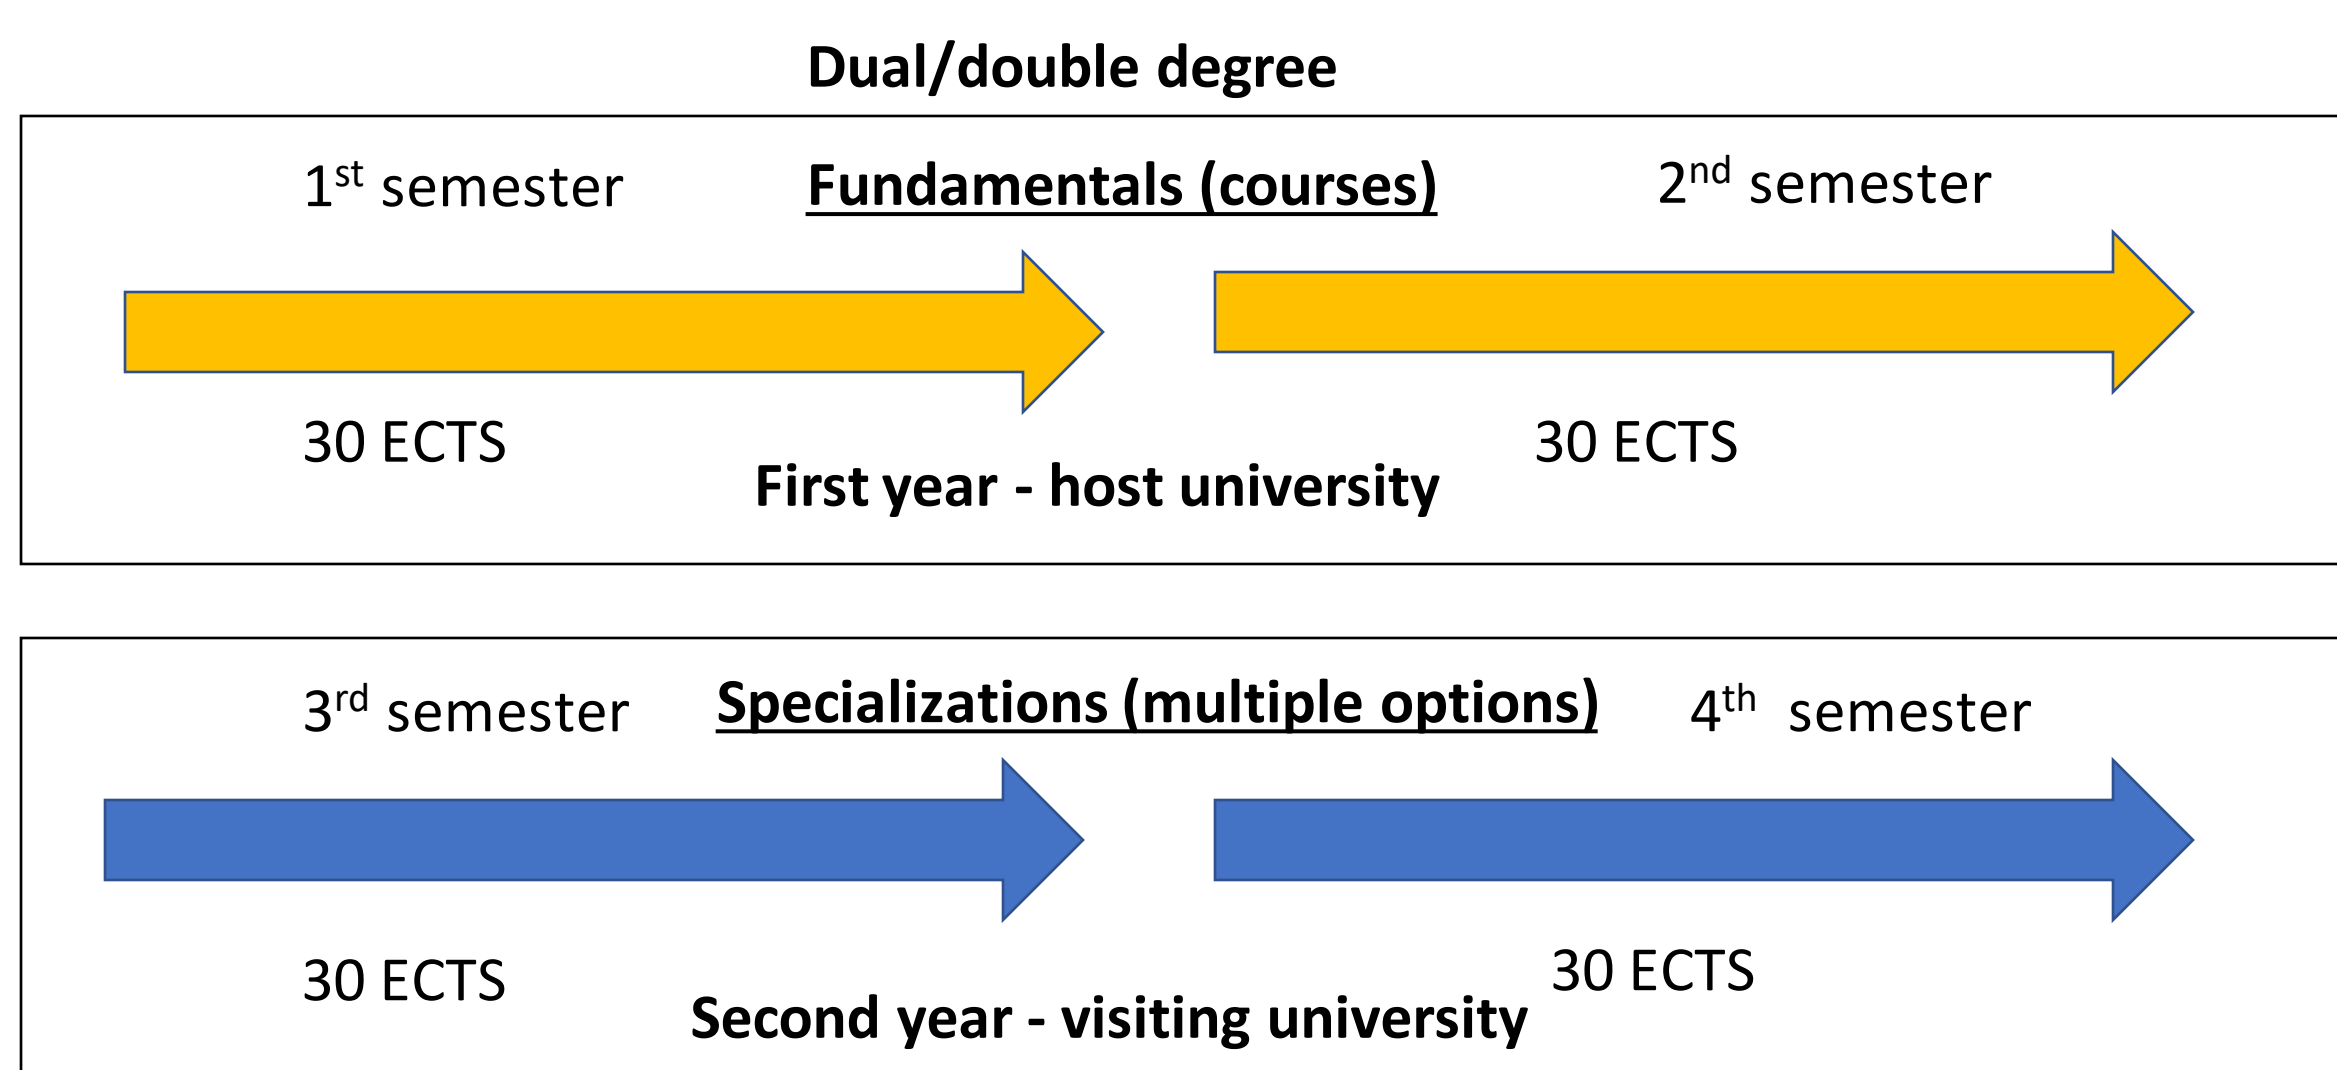 Dual/double degree
1st semester
Fundamentals (courses)
2nd semester
30 ECTS
30 ECTS
First year - host university
3rd semester
Specializations (multiple options)
4th semester
30 ECTS
30 ECTS
Second year - visiting university